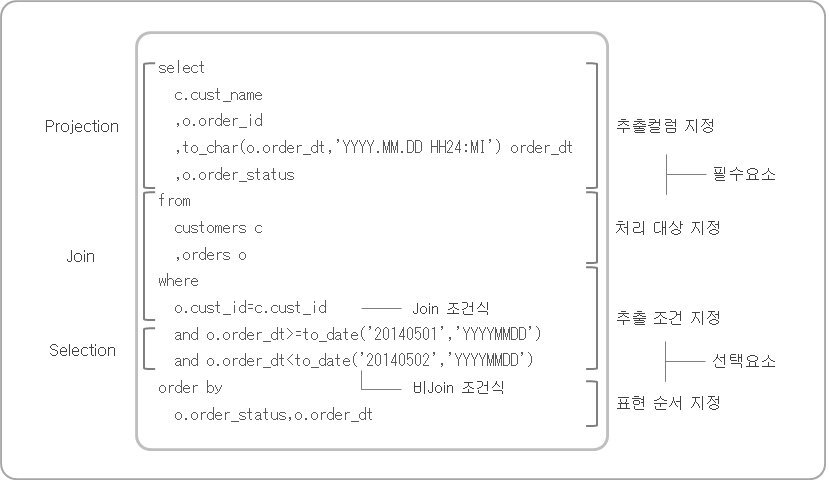 select
c.cust_name
Projection
,o.order_id
추출컬럼 지정
,to_char(o.order_dt,'YYYY.MM.DD HH24:MI') order_dt
,o.order_status
필수요소
from
customers c
처리 대상 지정
Join
,orders o
where
o.cust_id=c.cust_id
Join 조건식
추출 조건 지정
and o.order_dt>=to_date('20140501','YYYYMMDD')
Selection
and o.order_dt<to_date('20140502','YYYYMMDD')
선택요소
order by
비Join 조건식
표현 순서 지정
o.order_status,o.order_dt